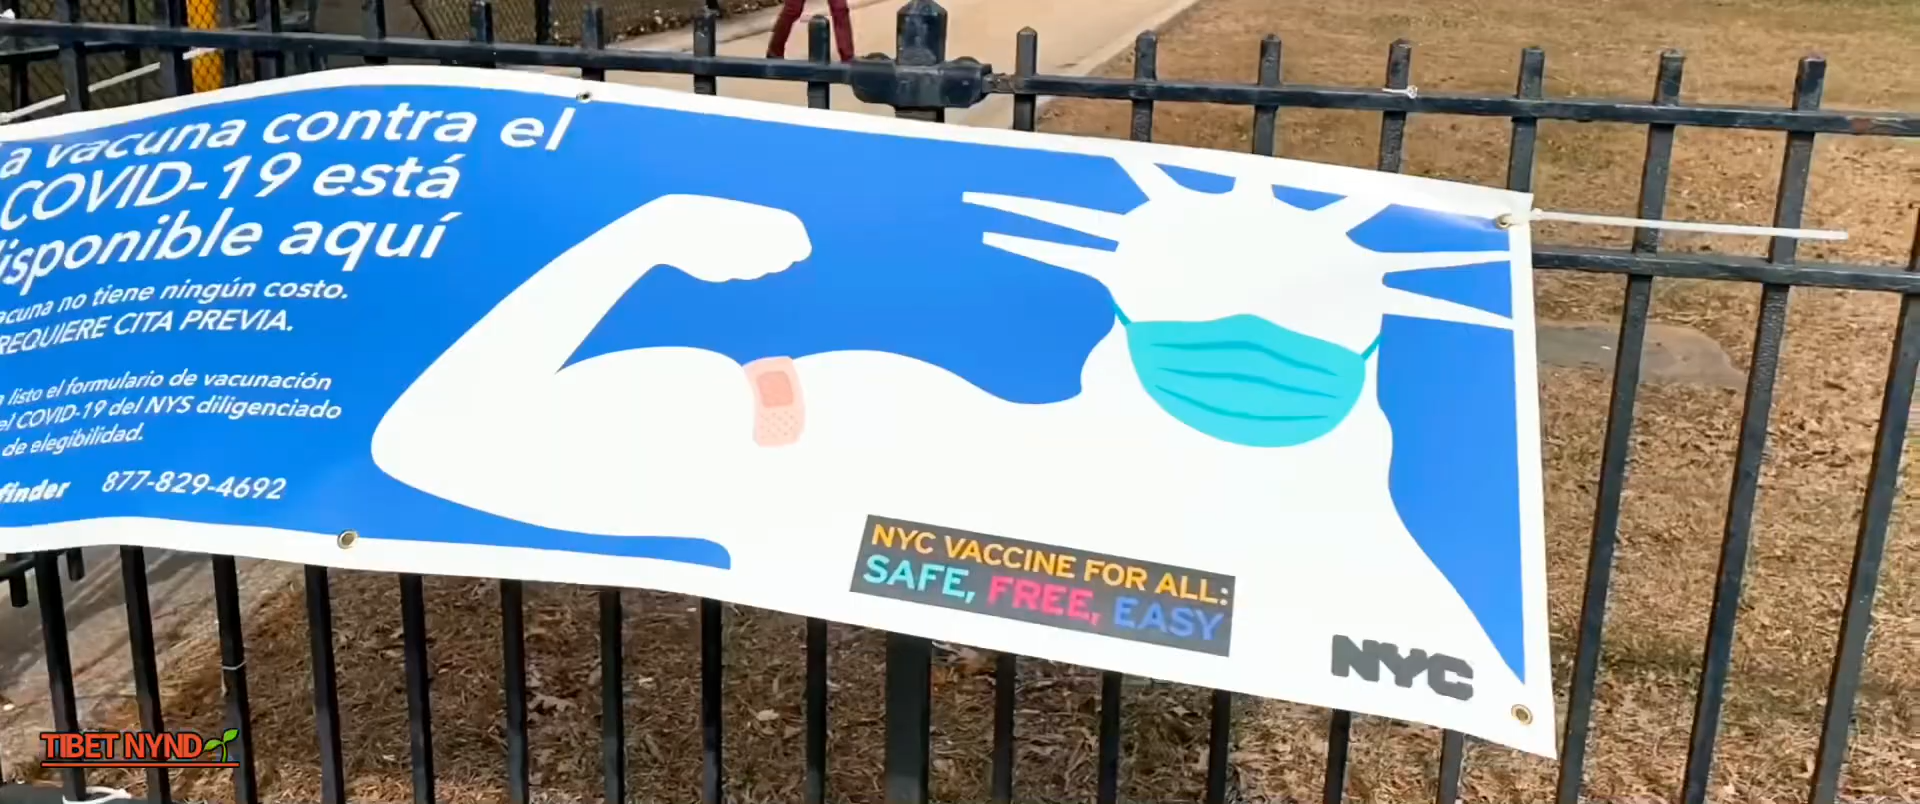 a vacuna contra el
COVID-19 está
disponible aquí
vacuna no tiene ningún costo.
REQUIERE CITA PREVIA.
listo el formulario de vacunación
el COVID-19 del NYS diligenciado
de elegibilidad.
finder 877-829-4692
NYC VACCINE FOR ALL:
SAFE, FREE, EASY
NYC
TIBET NYND